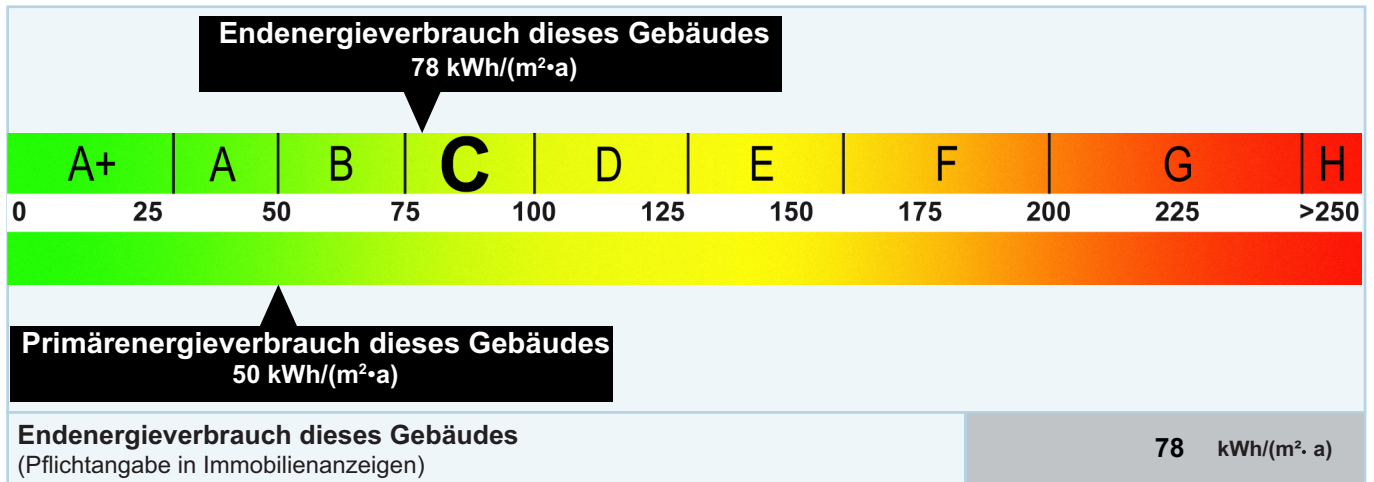 Endenergieverbrauch dieses Gebäudes
78 kWh/(m²•a)
A+ A B C D E F G H
0 25 50 75 100 125 150 175 200 225 >250
Primärenergieverbrauch dieses Gebäudes
50 kWh/(m²•a)
Endenergieverbrauch dieses Gebäudes
(Pflichtangabe in Immobilienanzeigen)
78 kWh/(m²· a)